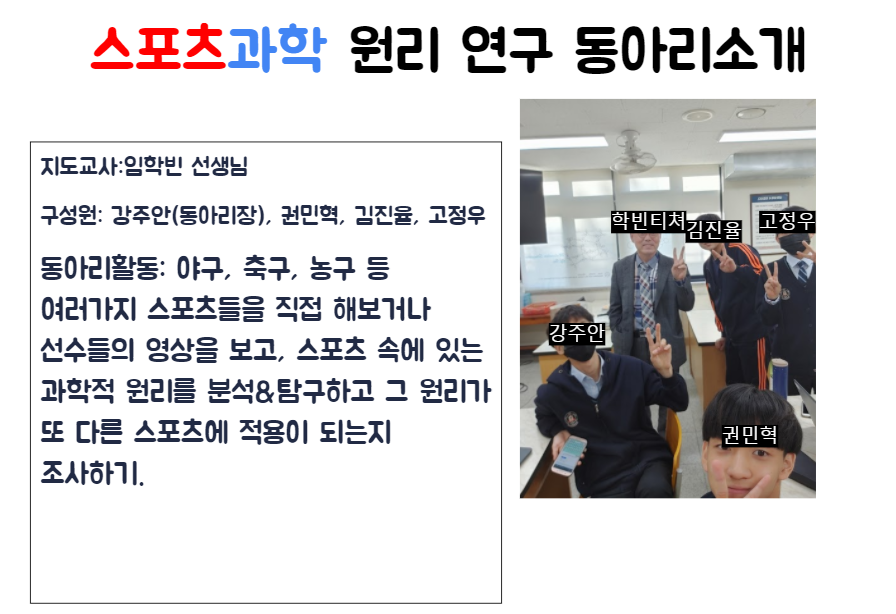 스포츠과학 원리 연구 동아리소개
지도교사:임학빈 선생님
구성원: 강주안(동아리장), 권민혁, 김진율, 고정우
동아리활동: 야구, 축구, 농구 등
여러가지 스포츠들을 직접 해보거나
선수들의 영상을 보고, 스포츠 속에 있는
과학적 원리를 분석&탐구하고 그 원리가
또 다른 스포츠에 적용이 되는지
조사하기.
학빈티쳐
김진율
고정우
강주안
권민혁